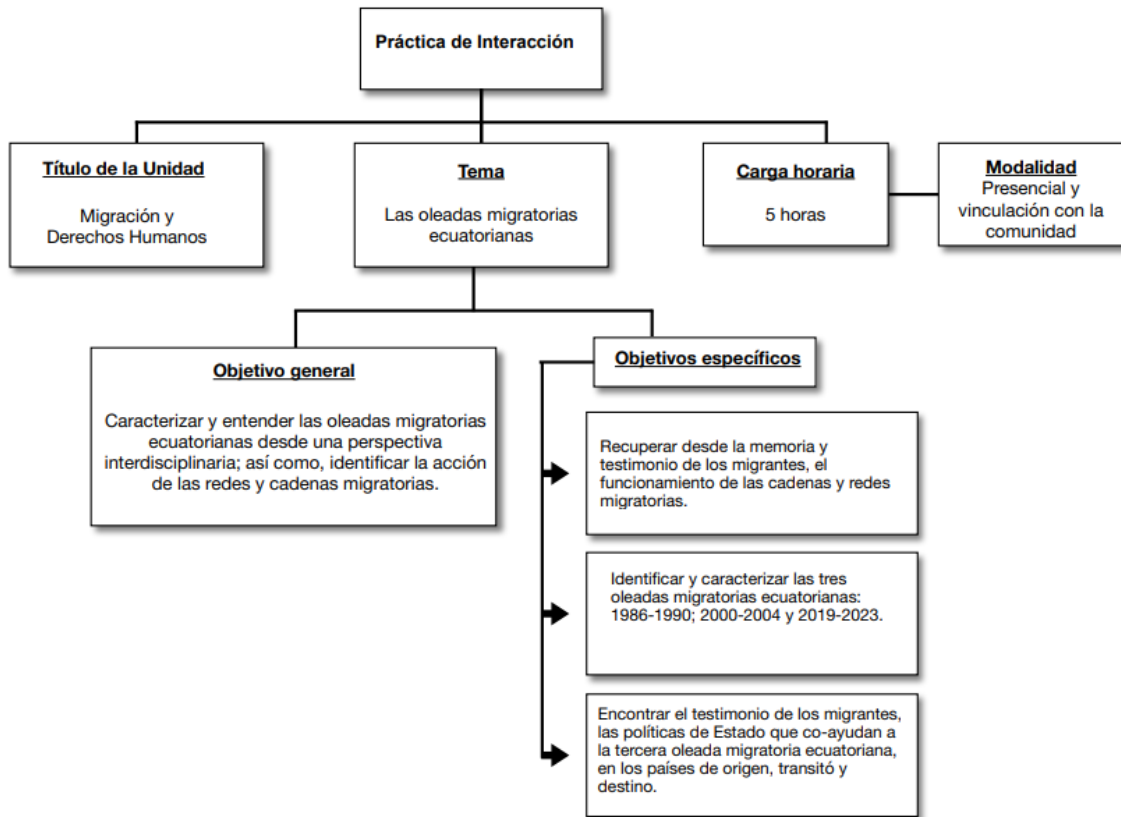 Práctica de Interacción
Título de la Unidad
Migración y
Derechos Humanos
Tema
Las oleadas migratorias
ecuatorianas
Carga horaria
5 horas
Modalidad
Presencial y
vinculación con la
comunidad
Objetivo general
Caracterizar y entender las oleadas migratorias
ecuatorianas desde una perspectiva
interdisciplinaria; así como, identificar la acción
de las redes y cadenas migratorias.
Objetivos específicos
Recuperar desde la memoria y
testimonio de los migrantes, el
funcionamiento de las cadenas y redes
migratorias.
Identificar y caracterizar las tres
oleadas migratorias ecuatorianas:
1986-1990; 2000-2004 y 2019-2023.
Encontrar el testimonio de los migrantes,
las políticas de Estado que co-ayudan a
la tercera oleada migratoria ecuatoriana,
en los países de origen, transitó y
destino.